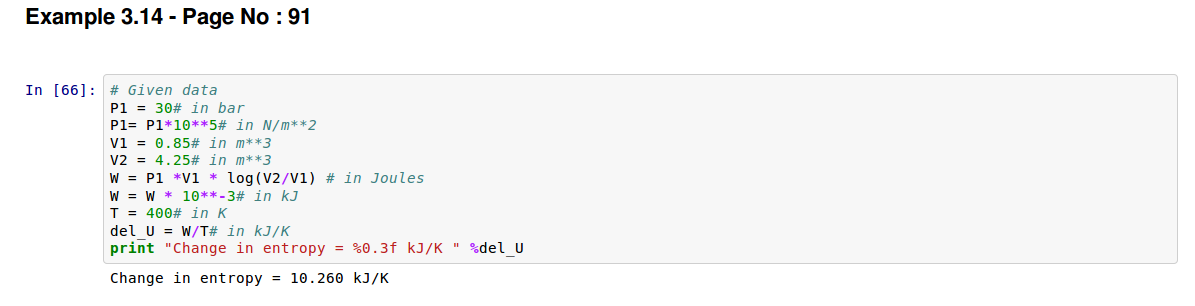 Example 3.14 - Page No : 91
In [66]: # Given data
P1 = 30# in bar
P1= P1*10**5# in N/m**2
V1 = 0.85# in m**3
V2 = 4.25# in m**3
W = P1 *V1 * log(V2/V1) # in Joules
W = W * 10**-3# in kJ
T = 400# in K
del_U = W/T# in kJ/K
print "Change in entropy = %0.3f kJ/K " %del_U
Change in entropy = 10.260 kJ/K